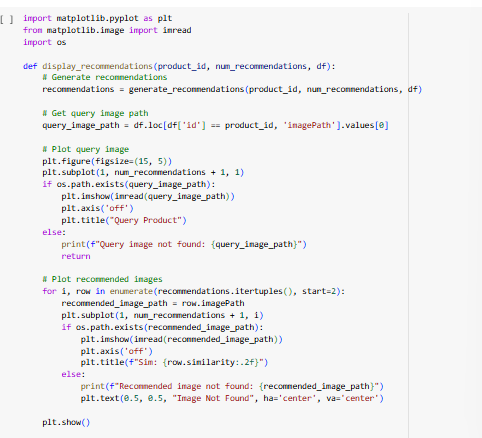 [ ] import matplotlib.pyplot as plt
from matplotlib.image import imread
import os

def display_recommendations(product_id, num_recommendations, df):
    # Generate recommendations
    recommendations = generate_recommendations(product_id, num_recommendations, df)

    # Get query image path
    query_image_path = df.loc[df['id'] == product_id, 'imagePath'].values[0]

    # Plot query image
    plt.figure(figsize=(15, 5))
    plt.subplot(1, num_recommendations + 1, 1)
    if os.path.exists(query_image_path):
        plt.imshow(imread(query_image_path))
        plt.axis('off')
        plt.title("Query Product")
    else:
        print(f"Query image not found: {query_image_path}")
        return

    # Plot recommended images
    for i, row in enumerate(recommendations.itertuples(), start=2):
        recommended_image_path = row.imagePath
        plt.subplot(1, num_recommendations + 1, i)
        if os.path.exists(recommended_image_path):
            plt.imshow(imread(recommended_image_path))
            plt.axis('off')
            plt.title(f"Sim: {row.similarity:.2f}")
        else:
            print(f"Recommended image not found: {recommended_image_path}")
            plt.text(0.5, 0.5, "Image Not Found", ha='center', va='center')

    plt.show()